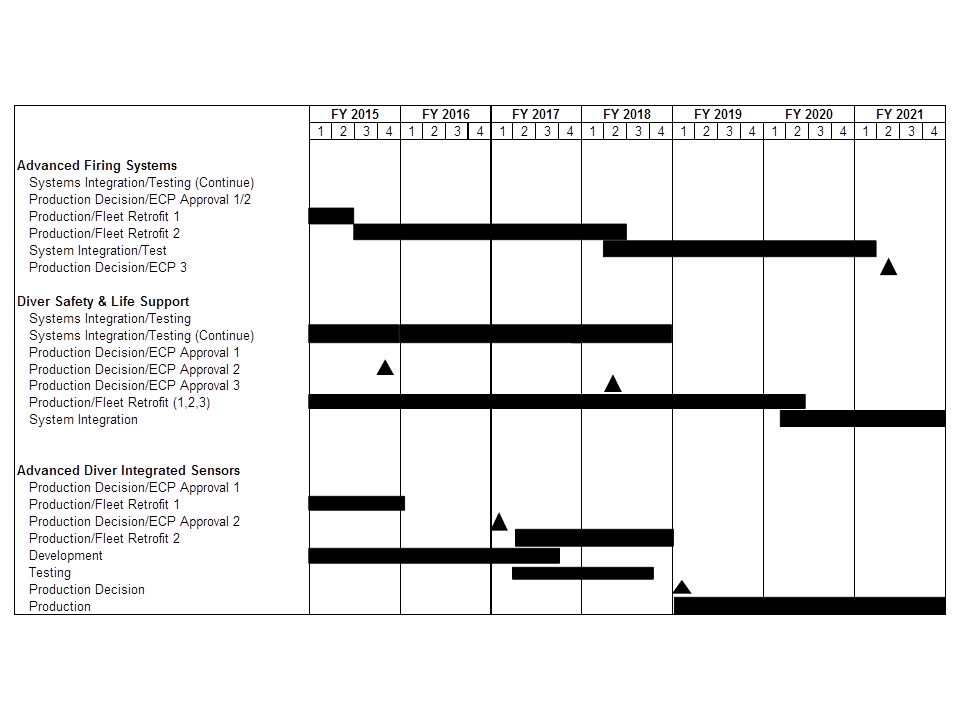 FY 2015 FY 2016 FY 2017 FY 2018 FY 2019 FY 2020 FY 2021
1 2 3 4 1 2 3 4 1 2 3 4 1 2 3 4 1 2 3 4 1 2 3 4 1 2 3 4
Advanced Firing Systems
Systems Integration/Testing (Continue)
Production Decision/ECP Approval 1/2
Production/Fleet Retrofit 1
Production/Fleet Retrofit 2
System Integration/Test
Production Decision/ECP 3
Diver Safety & Life Support
Systems Integration/Testing
Systems Integration/Testing (Continue)
Production Decision/ECP Approval 1
Production Decision/ECP Approval 2
Production Decision/ECP Approval 3
Production/Fleet Retrofit (1,2,3)
System Integration
Advanced Diver Integrated Sensors
Production Decision/ECP Approval 1
Production/Fleet Retrofit 1
Production Decision/ECP Approval 2
Production/Fleet Retrofit 2
Development
Testing
Production Decision
Production